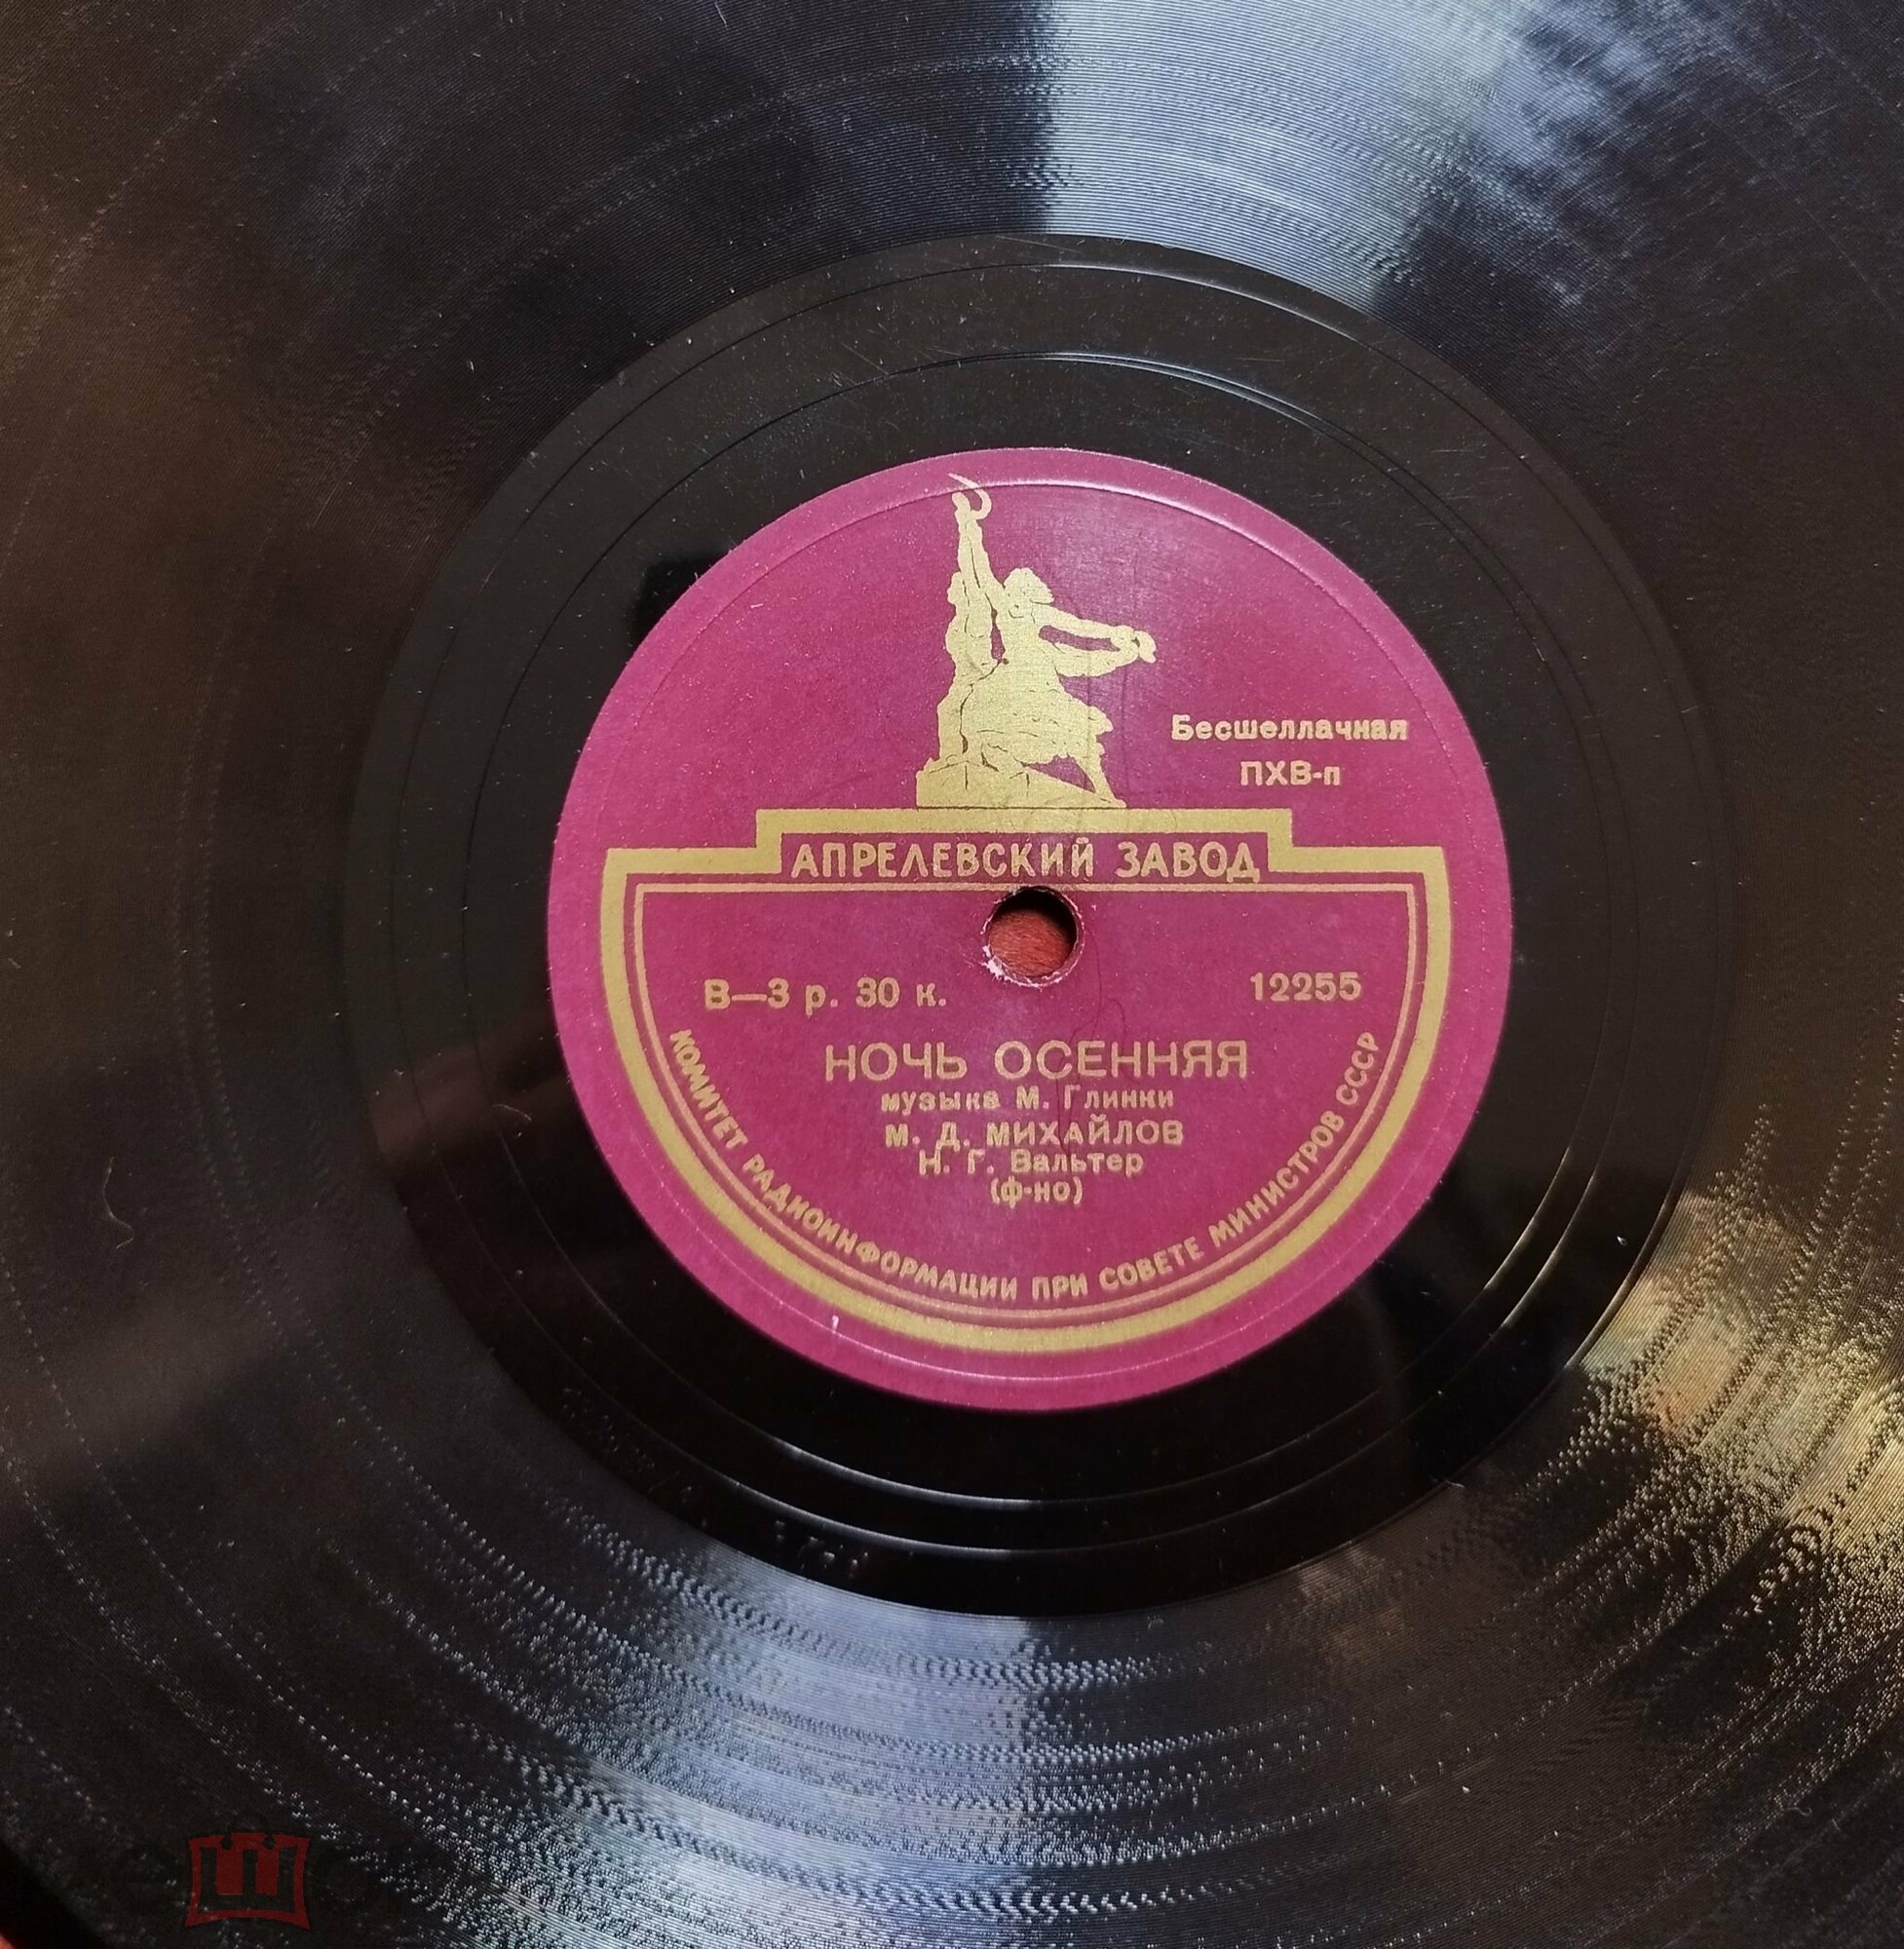 Бесшеллачная
ПХВ-п
АПРЕЛЕВСКИЙ ЗАВОД
В—3 р. 30 к.
12255
НОЧЬ ОСЕННЯЯ
музыка М. Глинки
М. Д. МИХАЙЛОВ
Н. Г. Вальтер
(ф-но)
КОМИТЕТ РАДИОИНФОРМАЦИИ ПРИ СОВЕТЕ МИНИСТРОВ СССР